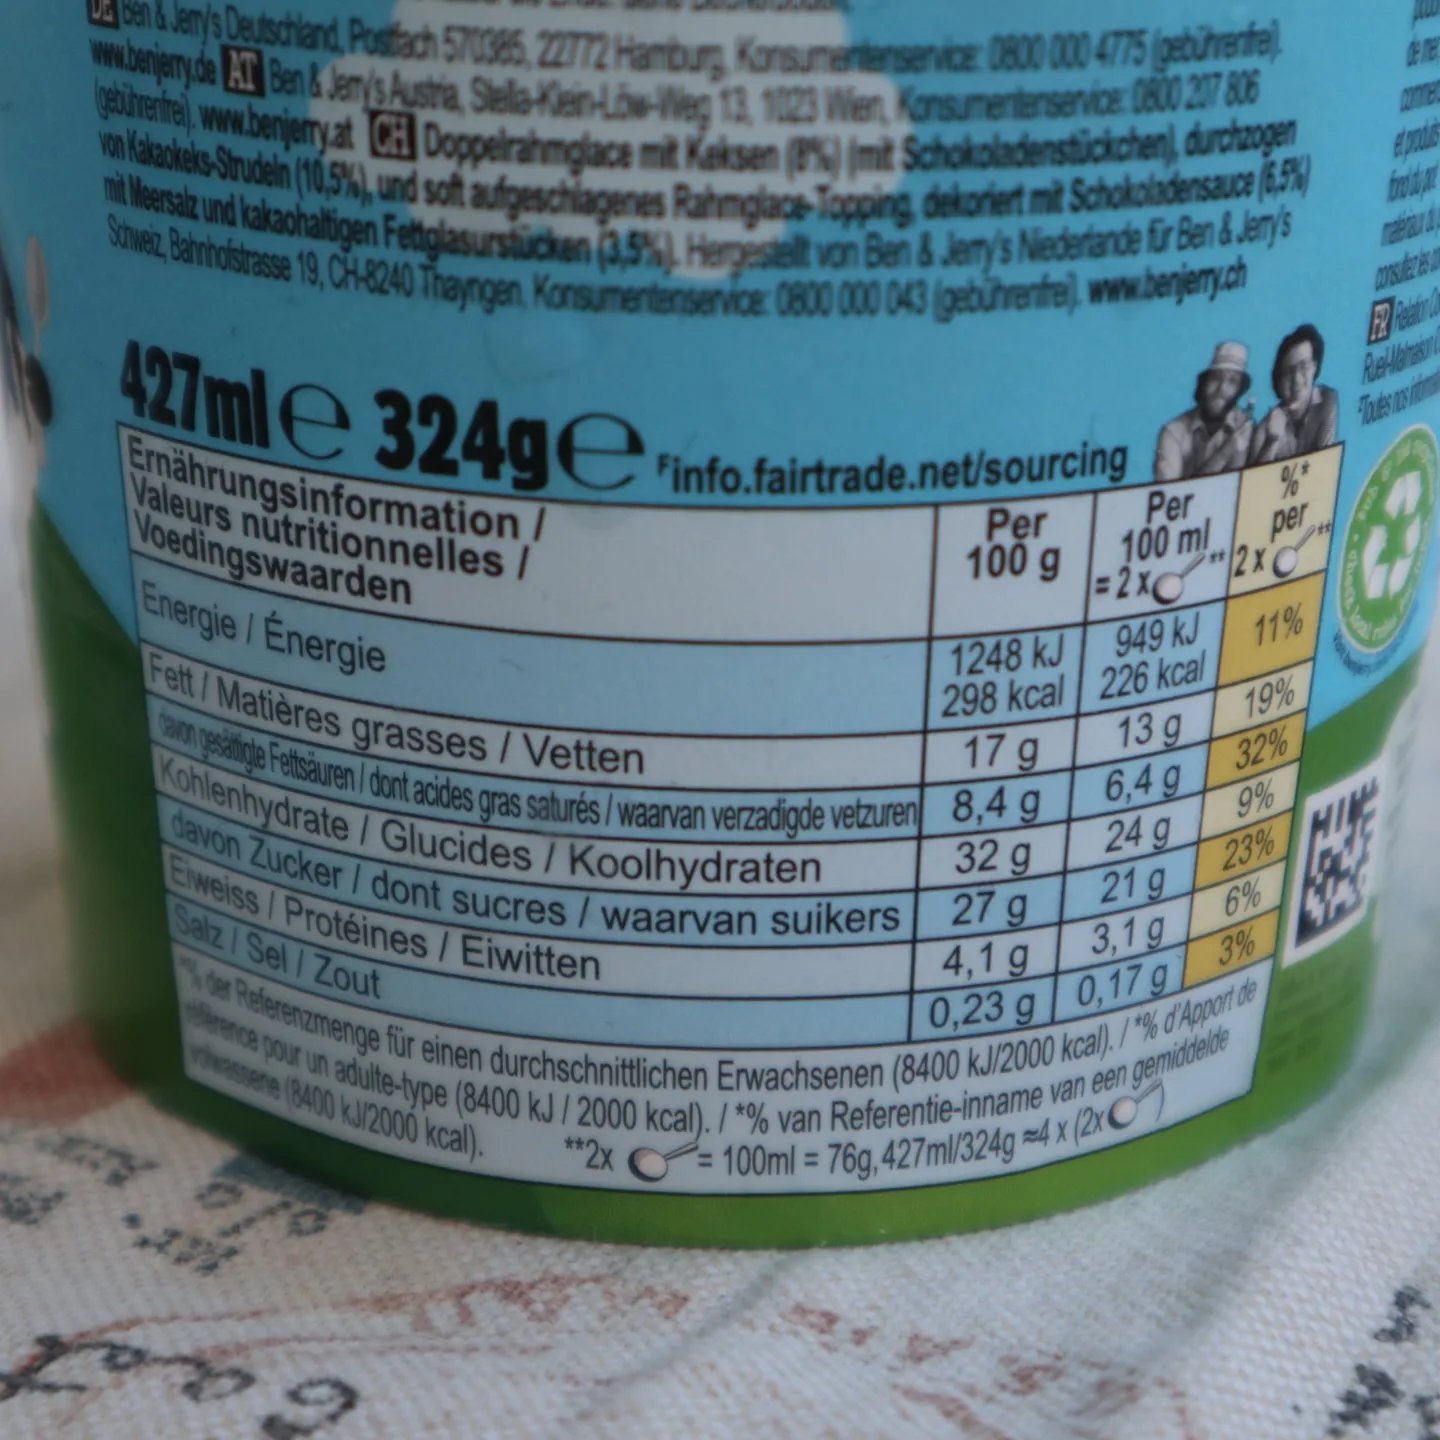 DE Ben & Jerry's Deutschland, Postfach 570385, 22772 Hamburg, Konsumentenservice: 0800 000 4775 (gebührenfrei).
www.benjerry.de AT Ben & Jerry's Austria, Stella-Klein-Löw-Weg 13, 1023 Wien, Konsumentenservice: 0800 207 806
(gebührenfrei). www.benjerry.at CH Doppelrahmglace mit Keksen (8%) (mit Schokoladenstückchen), durchzogen
von Kakaokeks-Strudeln (10,5%), und soft aufgeschlagenes Rahmglace-Topping, dekoriert mit Schokoladensauce (6,5%)
mit Meersalz und kakaohaltigen Fettglasurstücken (3,5%). Hergestellt von Ben & Jerry's Niederlande für Ben & Jerry's
Schweiz, Bahnhofstrasse 19, CH-8240 Thayngen. Konsumentenservice: 0800 000 043 (gebührenfrei). www.benjerry.ch
427ml e 324g e Finfo.fairtrade.net/sourcing
Ernährungsinformation /
Valeurs nutritionnelles /
Voedingswaarden
Per
100 g
Per
100 ml
= 2 x **
%*
per
2 x **
Energie / Énergie 1248 kJ 949 kJ 11%
298 kcal 226 kcal
Fett / Matières grasses / Vetten 17 g 13 g 19%
davon gesättigte Fettsäuren / dont acides gras saturés / waarvan verzadigde vetzuren 8,4 g 6,4 g 32%
Kohlenhydrate / Glucides / Koolhydraten 32 g 24 g 9%
davon Zucker / dont sucres / waarvan suikers 27 g 21 g 23%
Eiweiss / Protéines / Eiwitten 4,1 g 3,1 g 6%
Salz / Sel / Zout 0,23 g 0,17 g 3%
*% der Referenzmenge für einen durchschnittlichen Erwachsenen (8400 kJ/2000 kcal). / *% d'Apport de
référence pour un adulte-type (8400 kJ / 2000 kcal). / *% van Referentie-inname van een gemiddelde
volwassene (8400 kJ/2000 kcal). **2x = 100ml = 76g, 427ml/324g ≈4 x (2x )
FR